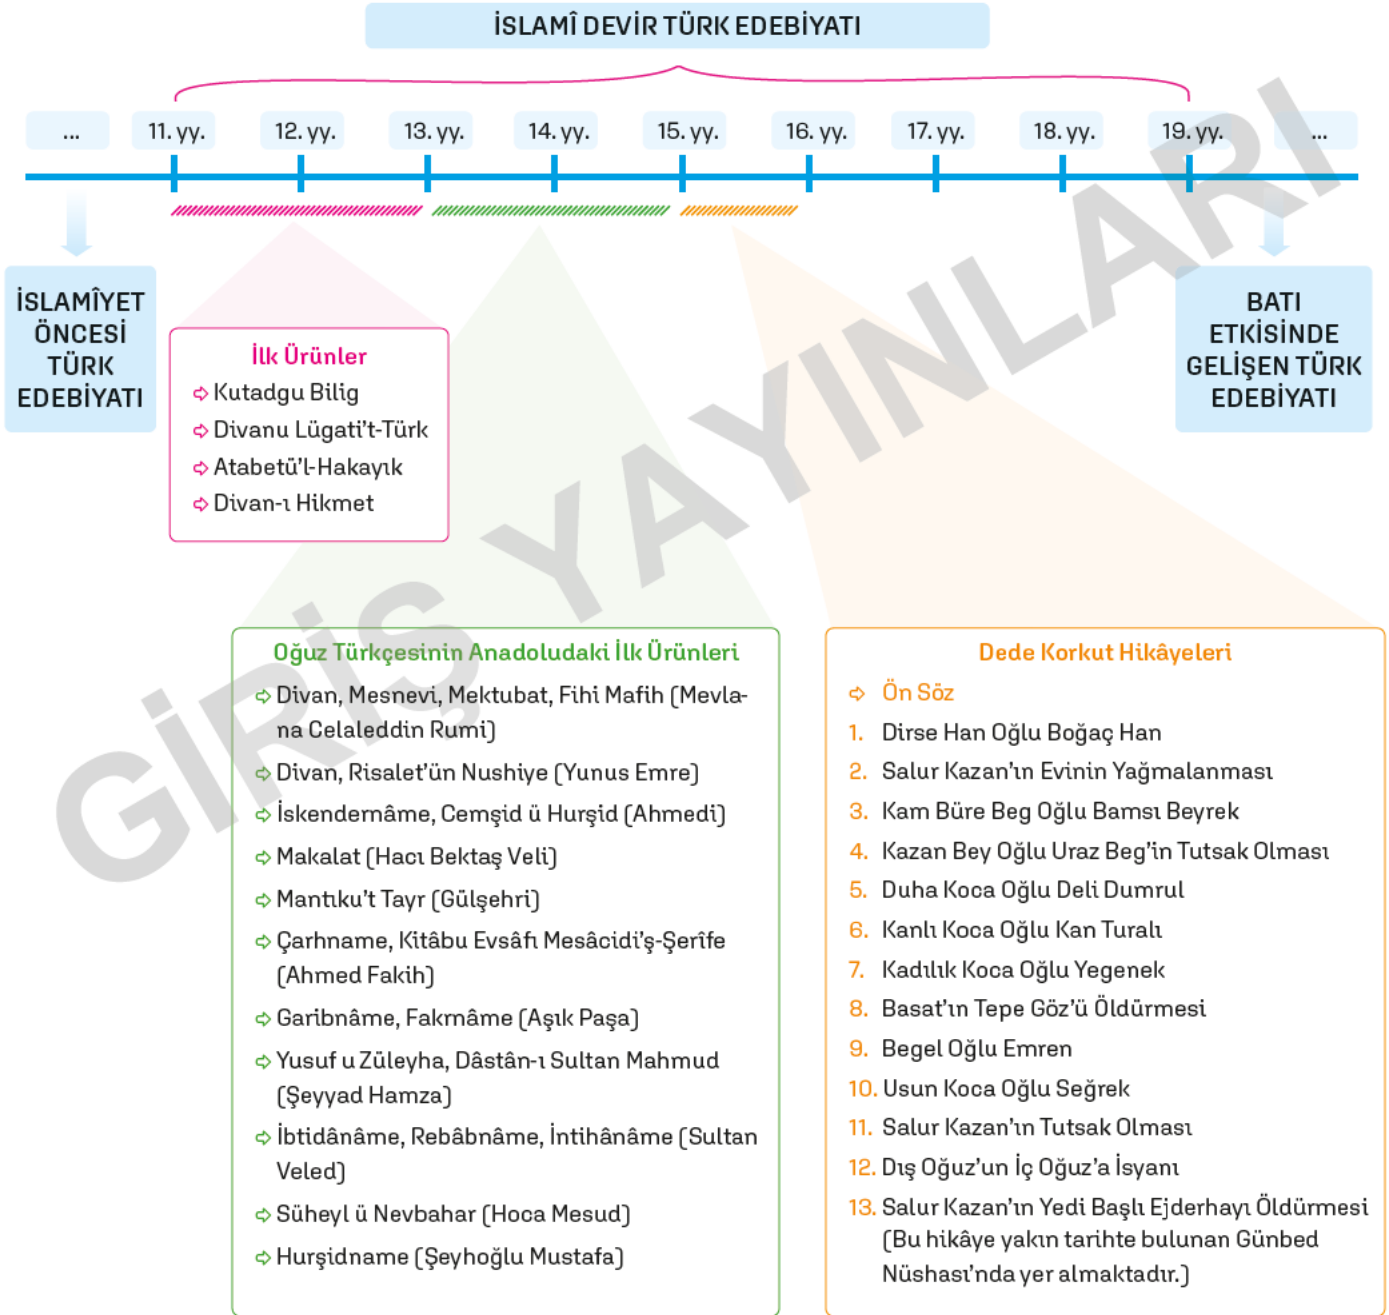 İSLAMÎ DEVİR TÜRK EDEBİYATI
...
11. yy.
12. yy.
13. yy.
14. yy.
15. yy.
16. yy.
17. yy.
18. yy.
19. yy.
...
İSLAMÎYET
ÖNCESİ
TÜRK
EDEBİYATI
BATI
ETKİSİNDE
GELİŞEN TÜRK
EDEBİYATI
İlk Ürünler
⇨ Kutadgu Bilig
⇨ Divanu Lügati't-Türk
⇨ Atabetü'l-Hakayık
⇨ Divan-ı Hikmet
GİRİŞ YAYINLARI
Oğuz Türkçesinin Anadoludaki İlk Ürünleri
⇨ Divan, Mesnevi, Mektubat, Fihi Mafih (Mevla-
na Celaleddin Rumi)
⇨ Divan, Risalet'ün Nushiye (Yunus Emre)
⇨ İskendernâme, Cemşid ü Hurşid (Ahmedi)
⇨ Makalat (Hacı Bektaş Veli)
⇨ Mantıku't Tayr (Gülşehri)
⇨ Çarhname, Kitâbu Evsâfı Mesâcidi'ş-Şerîfe
(Ahmed Fakih)
⇨ Garibnâme, Fakrnâme (Aşık Paşa)
⇨ Yusuf u Züleyha, Dâstân-ı Sultan Mahmud
(Şeyyad Hamza)
⇨ İbtidânâme, Rebâbnâme, İntihânâme (Sultan
Veled)
⇨ Süheyl ü Nevbahar (Hoca Mesud)
⇨ Hurşidname (Şeyhoğlu Mustafa)
Dede Korkut Hikâyeleri
⇨ Ön Söz
1. Dirse Han Oğlu Boğaç Han
2. Salur Kazan'ın Evinin Yağmalanması
3. Kam Büre Beg Oğlu Bamsı Beyrek
4. Kazan Bey Oğlu Uraz Beg'in Tutsak Olması
5. Duha Koca Oğlu Deli Dumrul
6. Kanlı Koca Oğlu Kan Turalı
7. Kadılık Koca Oğlu Yegenek
8. Basat'ın Tepe Göz'ü Öldürmesi
9. Begel Oğlu Emren
10. Usun Koca Oğlu Seğrek
11. Salur Kazan'ın Tutsak Olması
12. Dış Oğuz'un İç Oğuz'a İsyanı
13. Salur Kazan'ın Yedi Başlı Ejderhayı Öldürmesi
(Bu hikâye yakın tarihte bulunan Günbed
Nüshası'nda yer almaktadır.)